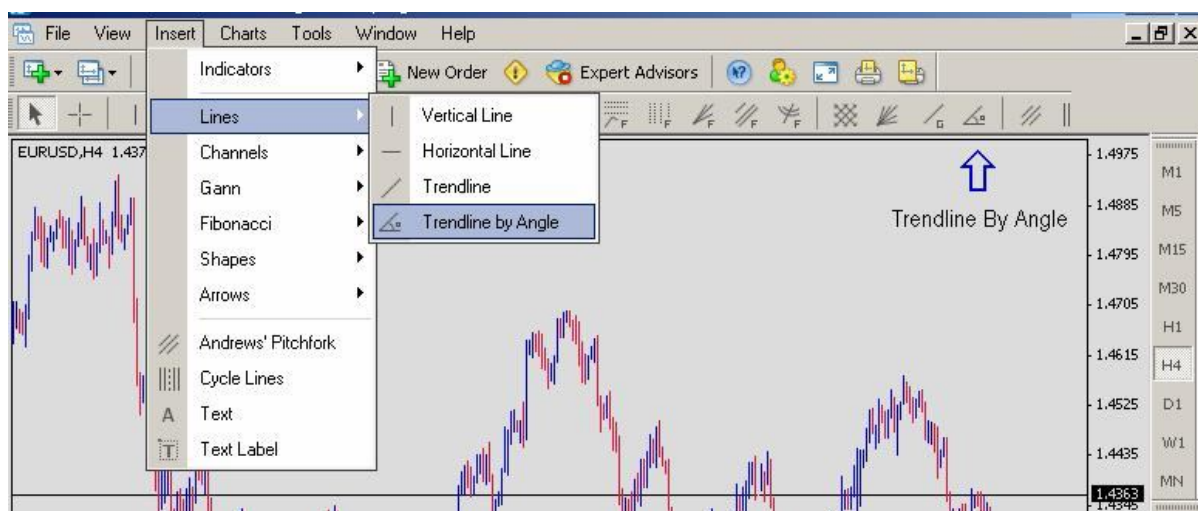 File View Insert Charts Tools Window Help
New Order Expert Advisors
Indicators
Lines
Channels
Gann
Fibonacci
Shapes
Arrows
Andrews' Pitchfork
Cycle Lines
A Text
T Text Label
Vertical Line
Horizontal Line
Trendline
Trendline by Angle
F F F F F G
EURUSD,H4 1.437
Trendline By Angle
1.4975
1.4885
1.4795
1.4705
1.4615
1.4525
1.4435
1.4363
1.4345
M1
M5
M15
M30
H1
H4
D1
W1
MN